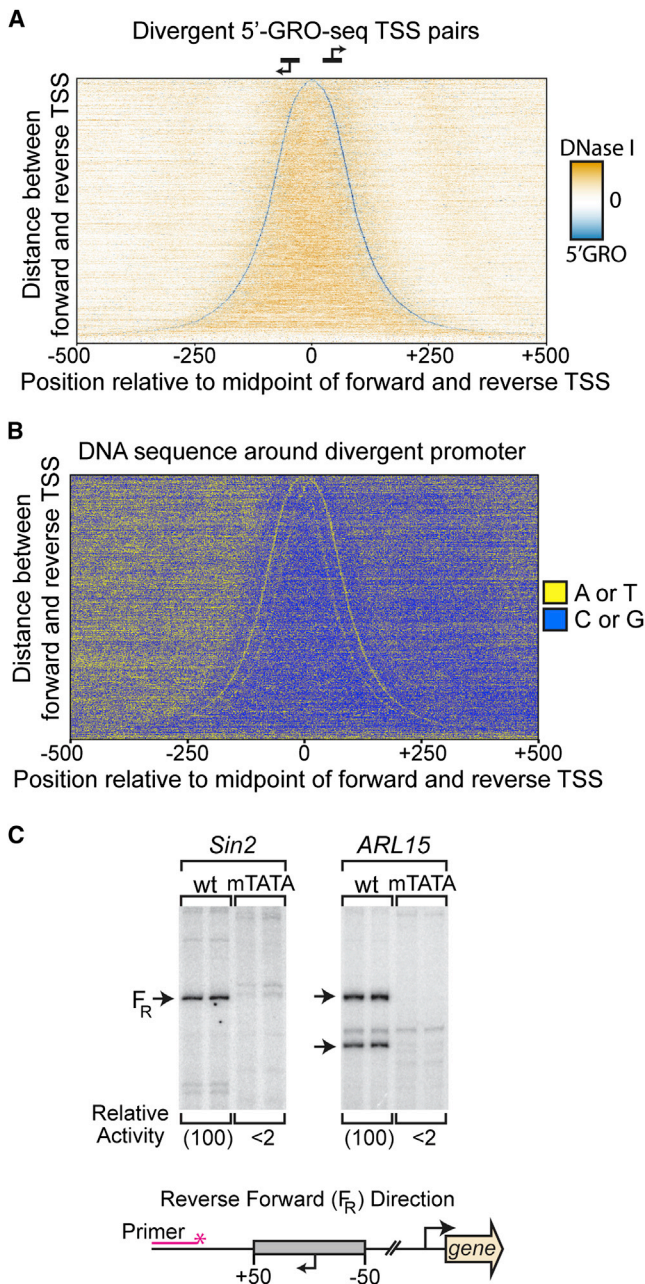 A
Divergent 5'-GRO-seq TSS pairs
Distance between
forward and reverse TSS
DNase I
0
5'GRO
-500 -250 0 +250 +500
Position relative to midpoint of forward and reverse TSS
B
DNA sequence around divergent promoter
Distance between
forward and reverse TSS
A or T
C or G
-500 -250 0 +250 +500
Position relative to midpoint of forward and reverse TSS
C
Sin2 ARL15
wt mTATA wt mTATA
FR
Relative
Activity
(100) <2 (100) <2
Reverse Forward (FR) Direction
Primer
*
gene
+50 -50